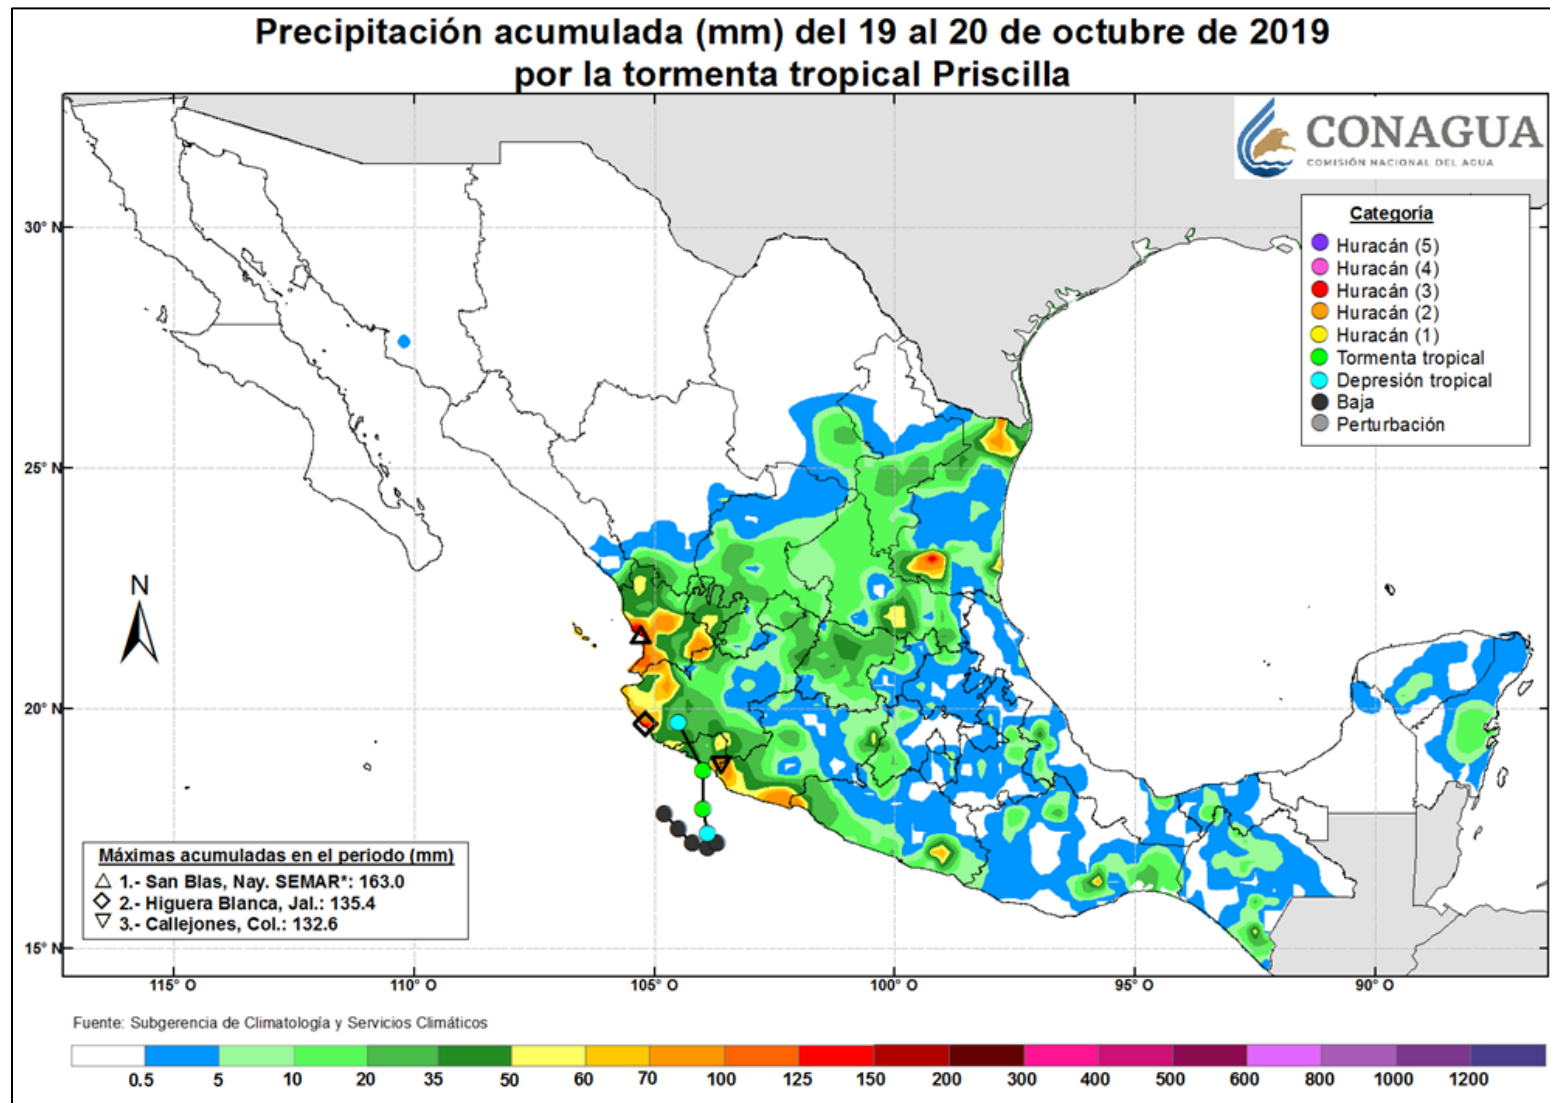 Precipitación acumulada (mm) del 19 al 20 de octubre de 2019
por la tormenta tropical Priscilla
CONAGUA
COMISIÓN NACIONAL DEL AGUA
Categoría
Huracán (5)
Huracán (4)
Huracán (3)
Huracán (2)
Huracán (1)
Tormenta tropical
Depresión tropical
Baja
Perturbación
30° N
25° N
20° N
15° N
N
Máximas acumuladas en el periodo (mm)
1.- San Blas, Nay. SEMAR*: 163.0
2.- Higuera Blanca, Jal.: 135.4
3.- Callejones, Col.: 132.6
115° O 110° O 105° O 100° O 95° O 90° O
Fuente: Subgerencia de Climatología y Servicios Climáticos
0.5 5 10 20 35 50 60 70 100 125 150 200 300 400 500 600 800 1000 1200